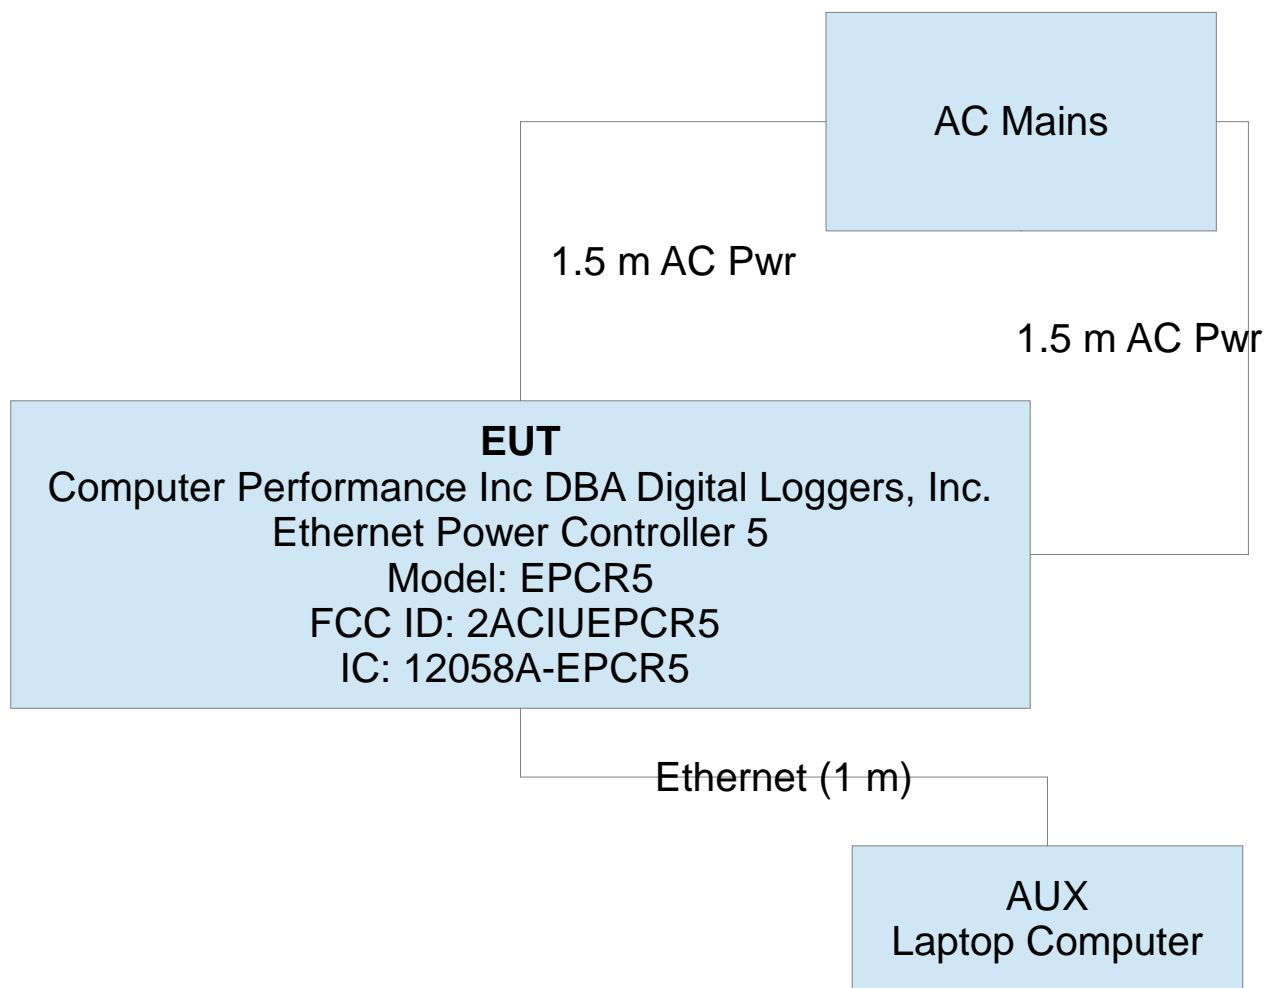 AC Mains
1.5 m AC Pwr
1.5 m AC Pwr
EUT
Computer Performance Inc DBA Digital Loggers, Inc.
Ethernet Power Controller 5
Model: EPCR5
FCC ID: 2ACIUEPCR5
IC: 12058A-EPCR5
Ethernet (1 m)
AUX
Laptop Computer